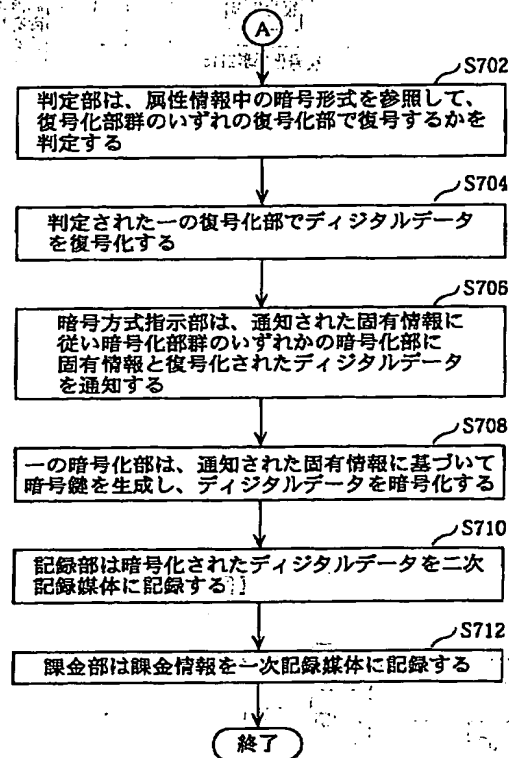 A
S702
判定部は、属性情報中の暗号形式を参照して、
復号化部群のいずれの復号化部で復号するかを
判定する
S704
判定された一の復号化部でディジタルデータ
を復号化する
S706
暗号方式指示部は、通知された固有情報に
従い暗号化部群のいずれかの暗号化部に
固有情報と復号化されたディジタルデータ
を通知する
S708
一の暗号化部は、通知された固有情報に基づいて
暗号鍵を生成し、ディジタルデータを暗号化する
S710
記録部は暗号化されたディジタルデータを二次
記録媒体に記録する
S712
課金部は課金情報を一次記録媒体に記録する
終了